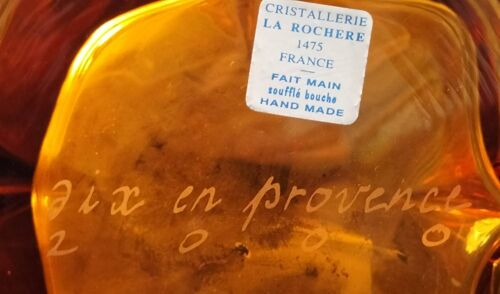 CRISTALLERIE
LA ROCHERE
1475
FRANCE
FAIT MAIN
soufflé bouche
HAND MADE
aix en provence
2 0 0 0